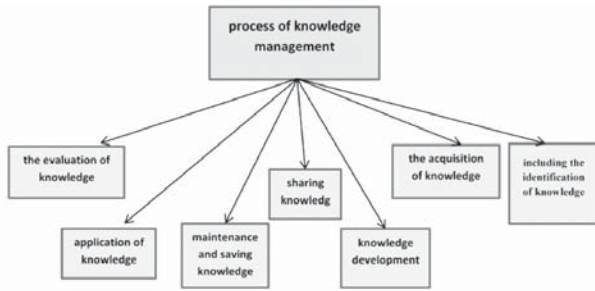 process of knowledge
management
the evaluation of
knowledge
application of
knowledge
maintenance
and saving
knowledge
sharing
knowledg
knowledge
development
the acquisition
of knowledge
including the
identification
of knowledge